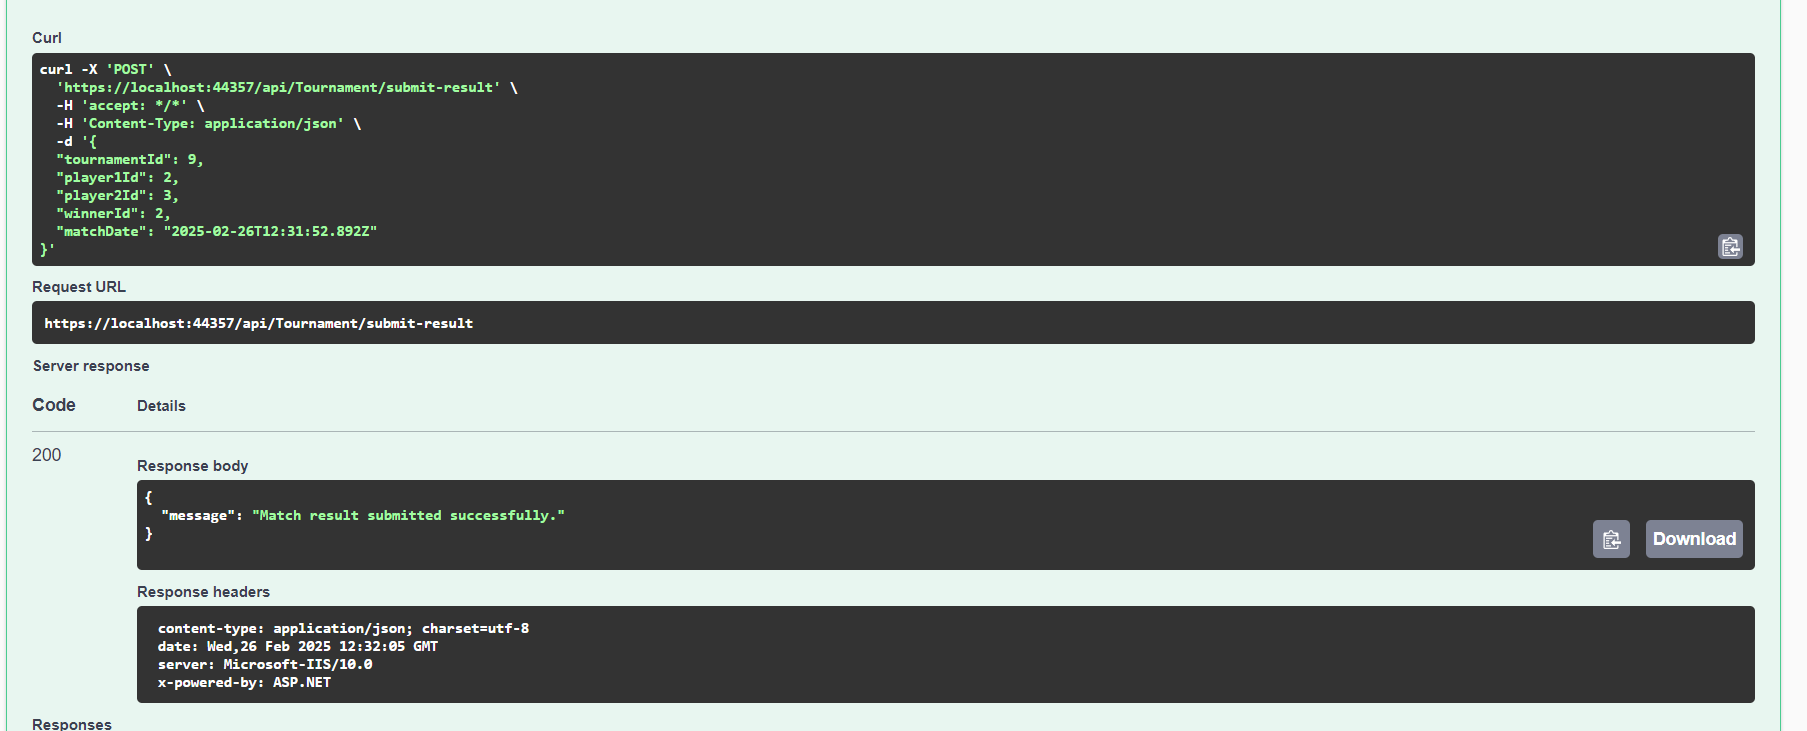 Curl
curl -X 'POST' \
'https://localhost:44357/api/Tournament/submit-result' \
-H 'accept: */*' \
-H 'Content-Type: application/json' \
-d '{
"tournamentId": 9,
"player1Id": 2,
"player2Id": 3,
"winnerId": 2,
"matchDate": "2025-02-26T12:31:52.892Z"
}'
Request URL
https://localhost:44357/api/Tournament/submit-result
Server response
Code Details
200
Response body
{
"message": "Match result submitted successfully."
}
Download
Response headers
content-type: application/json; charset=utf-8
date: Wed,26 Feb 2025 12:32:05 GMT
server: Microsoft-IIS/10.0
x-powered-by: ASP.NET
Responses